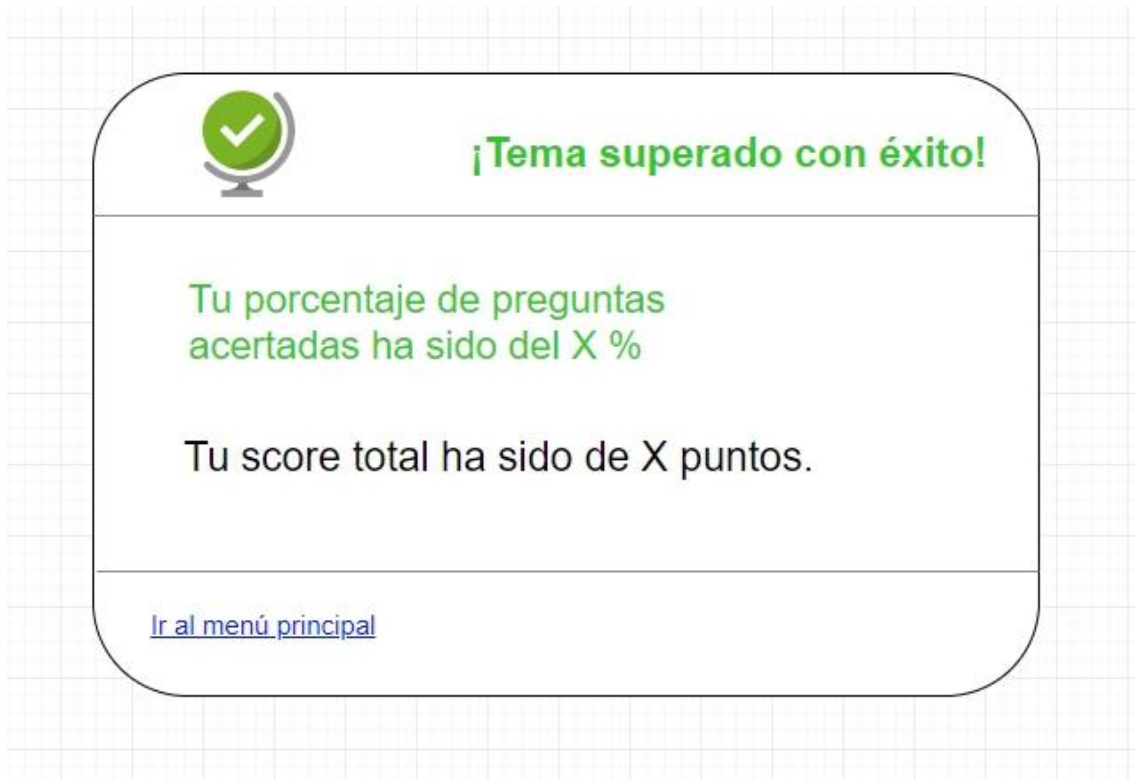 ¡Tema superado con éxito!
Tu porcentaje de preguntas
acertadas ha sido del X %
Tu score total ha sido de X puntos.
Ir al menú principal